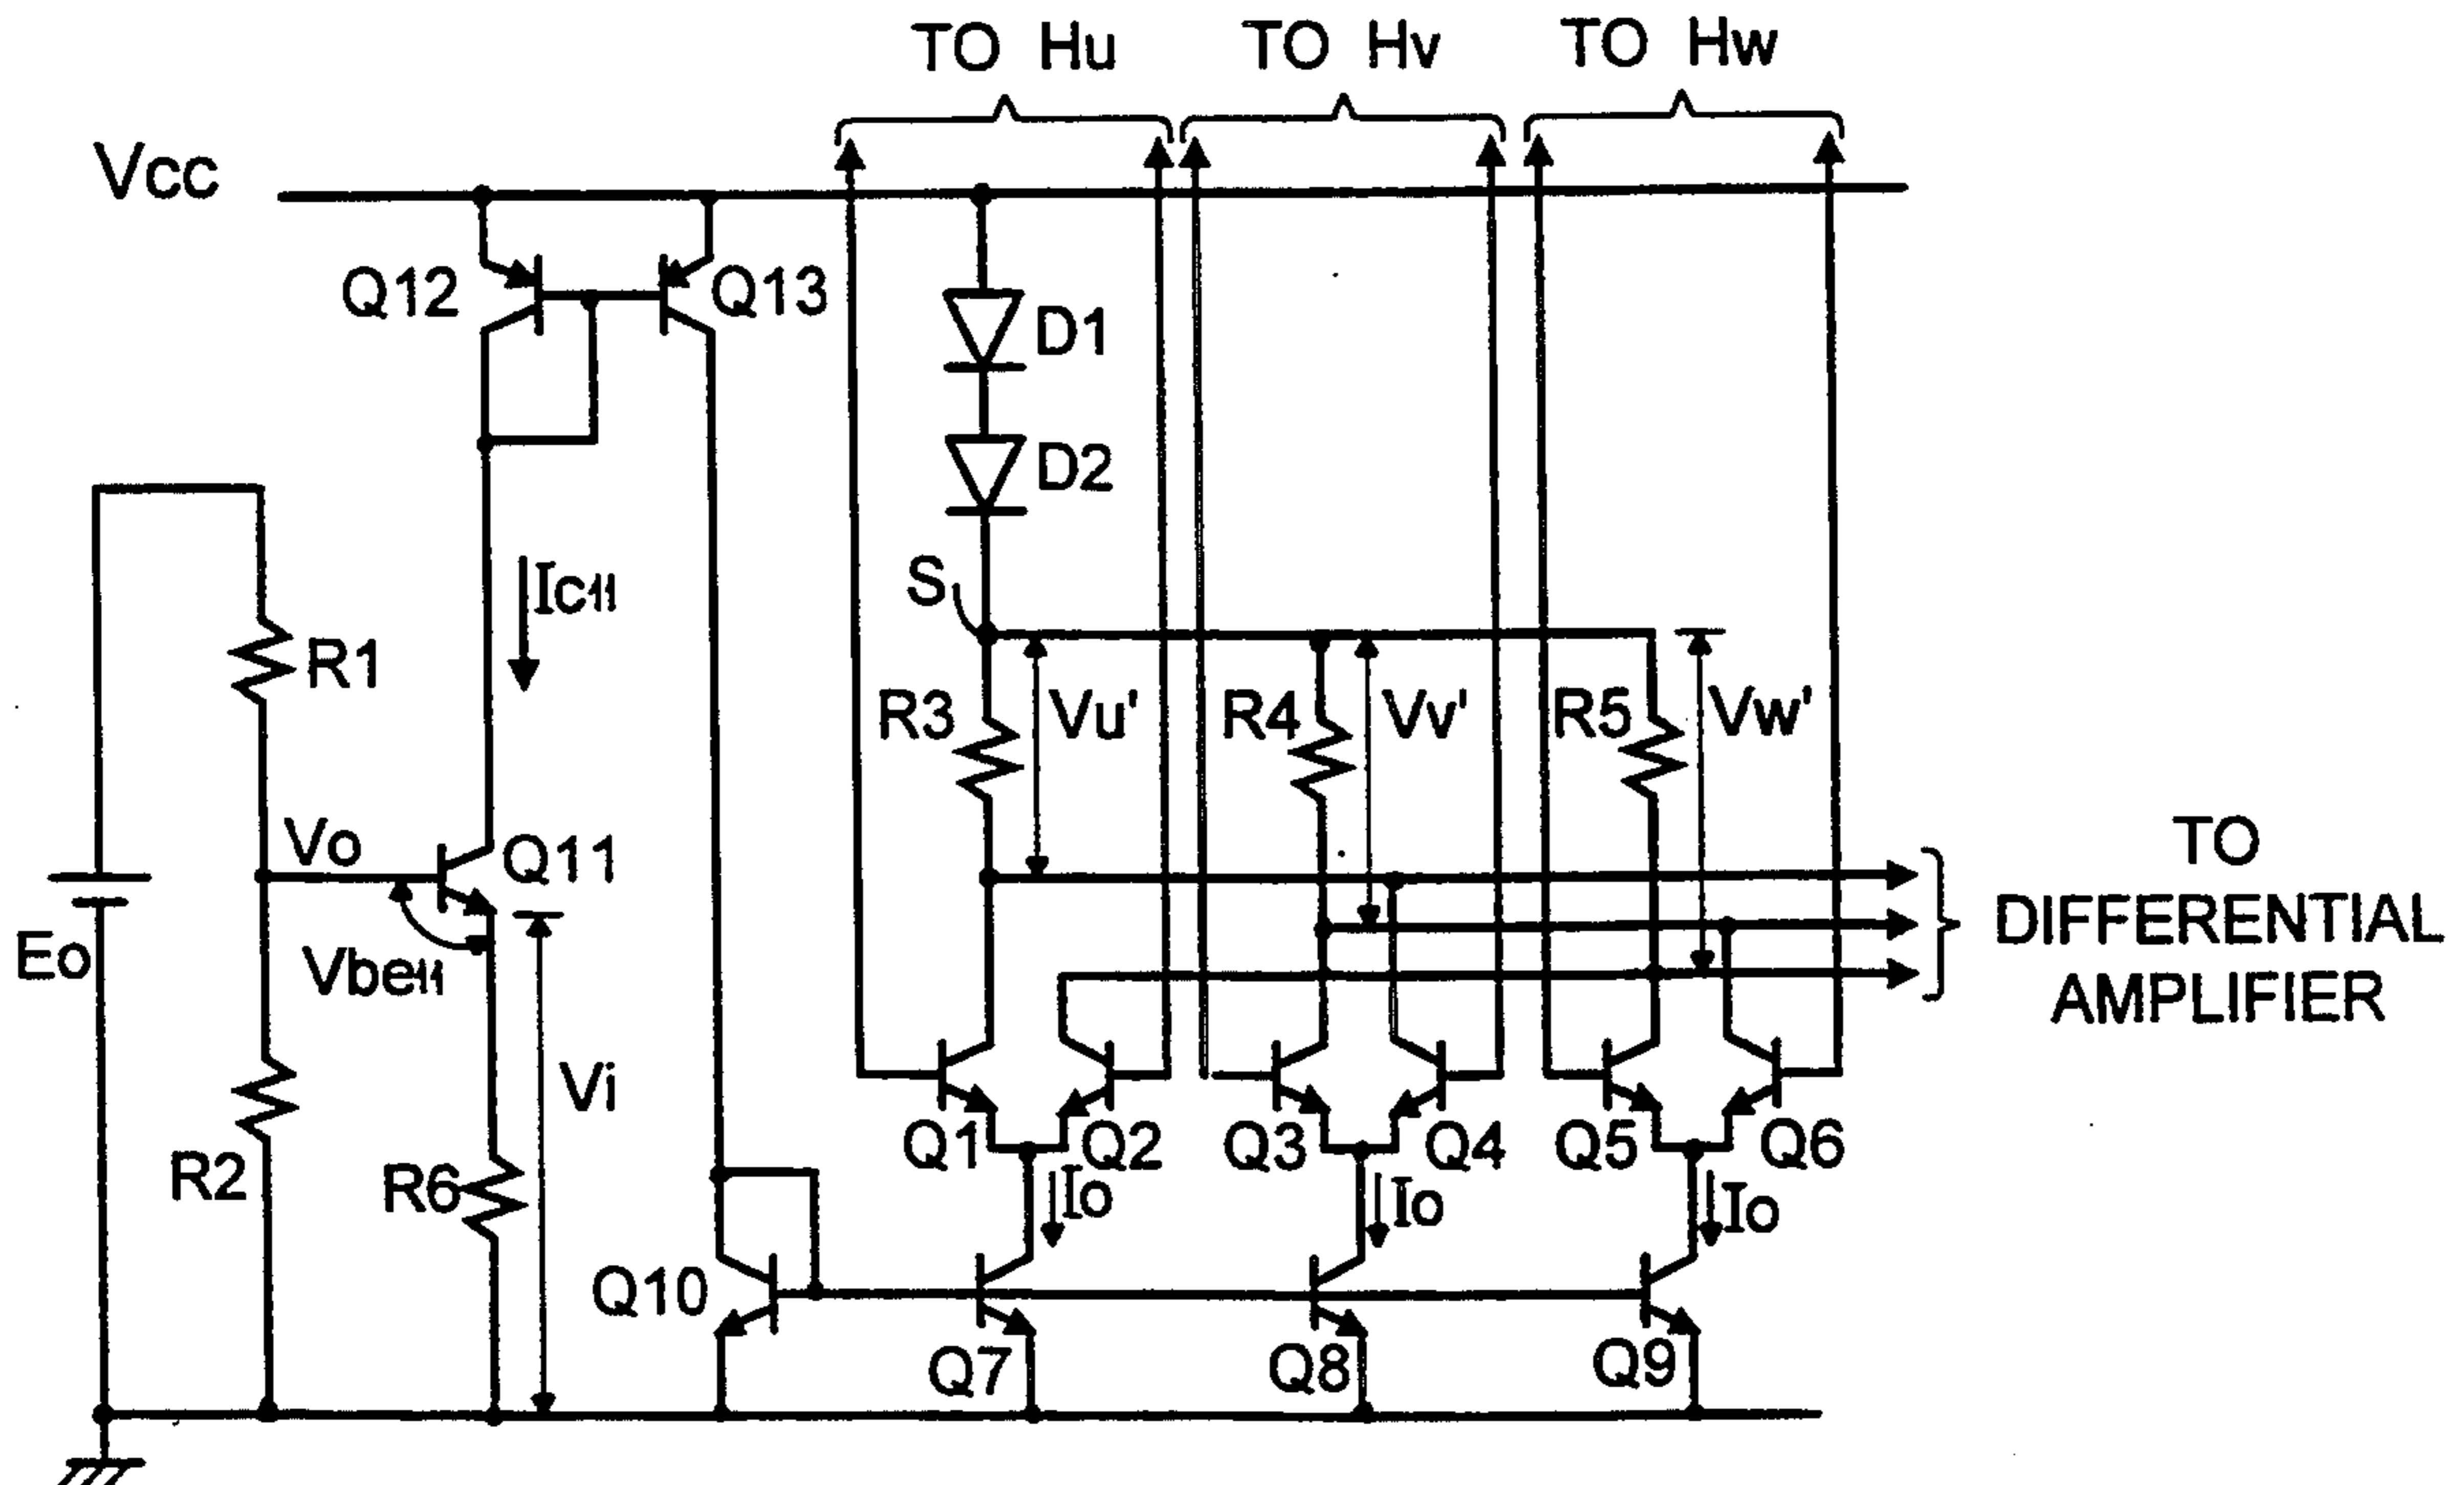 TO Hu TO Hv TO Hw
Vcc
Q12 Q13
D1
D2
S
Ic11
R1
R3 Vu' R4 Vv' R5 Vw'
Vo Q11
TO
DIFFERENTIAL
AMPLIFIER
Eo Vbe11
Vi
Q1 Q2 Q3 Q4 Q5 Q6
R2 R6 Io Io Io
Q10
Q7 Q8 Q9